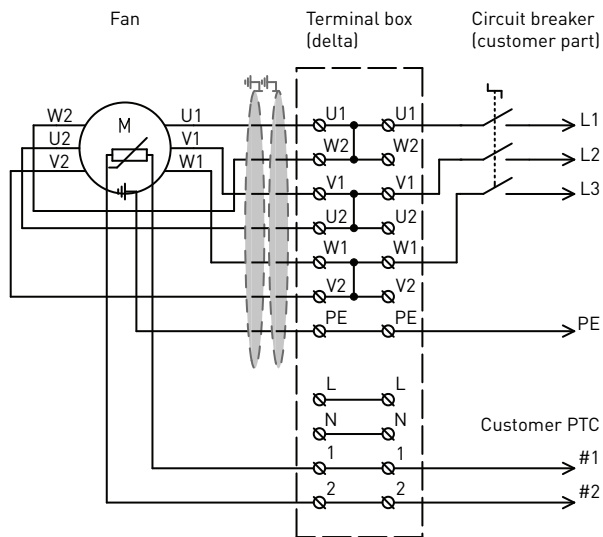 Fan
Terminal box
(delta)
Circuit breaker
(customer part)
W2
U2
V2
M
U1
V1
W1
U1 U1
W2 W2
V1 V1
U2 U2
W1 W1
V2 V2
PE PE
L1
L2
L3
PE
L L
N N
Customer PTC
1 1
#1
2 2
#2